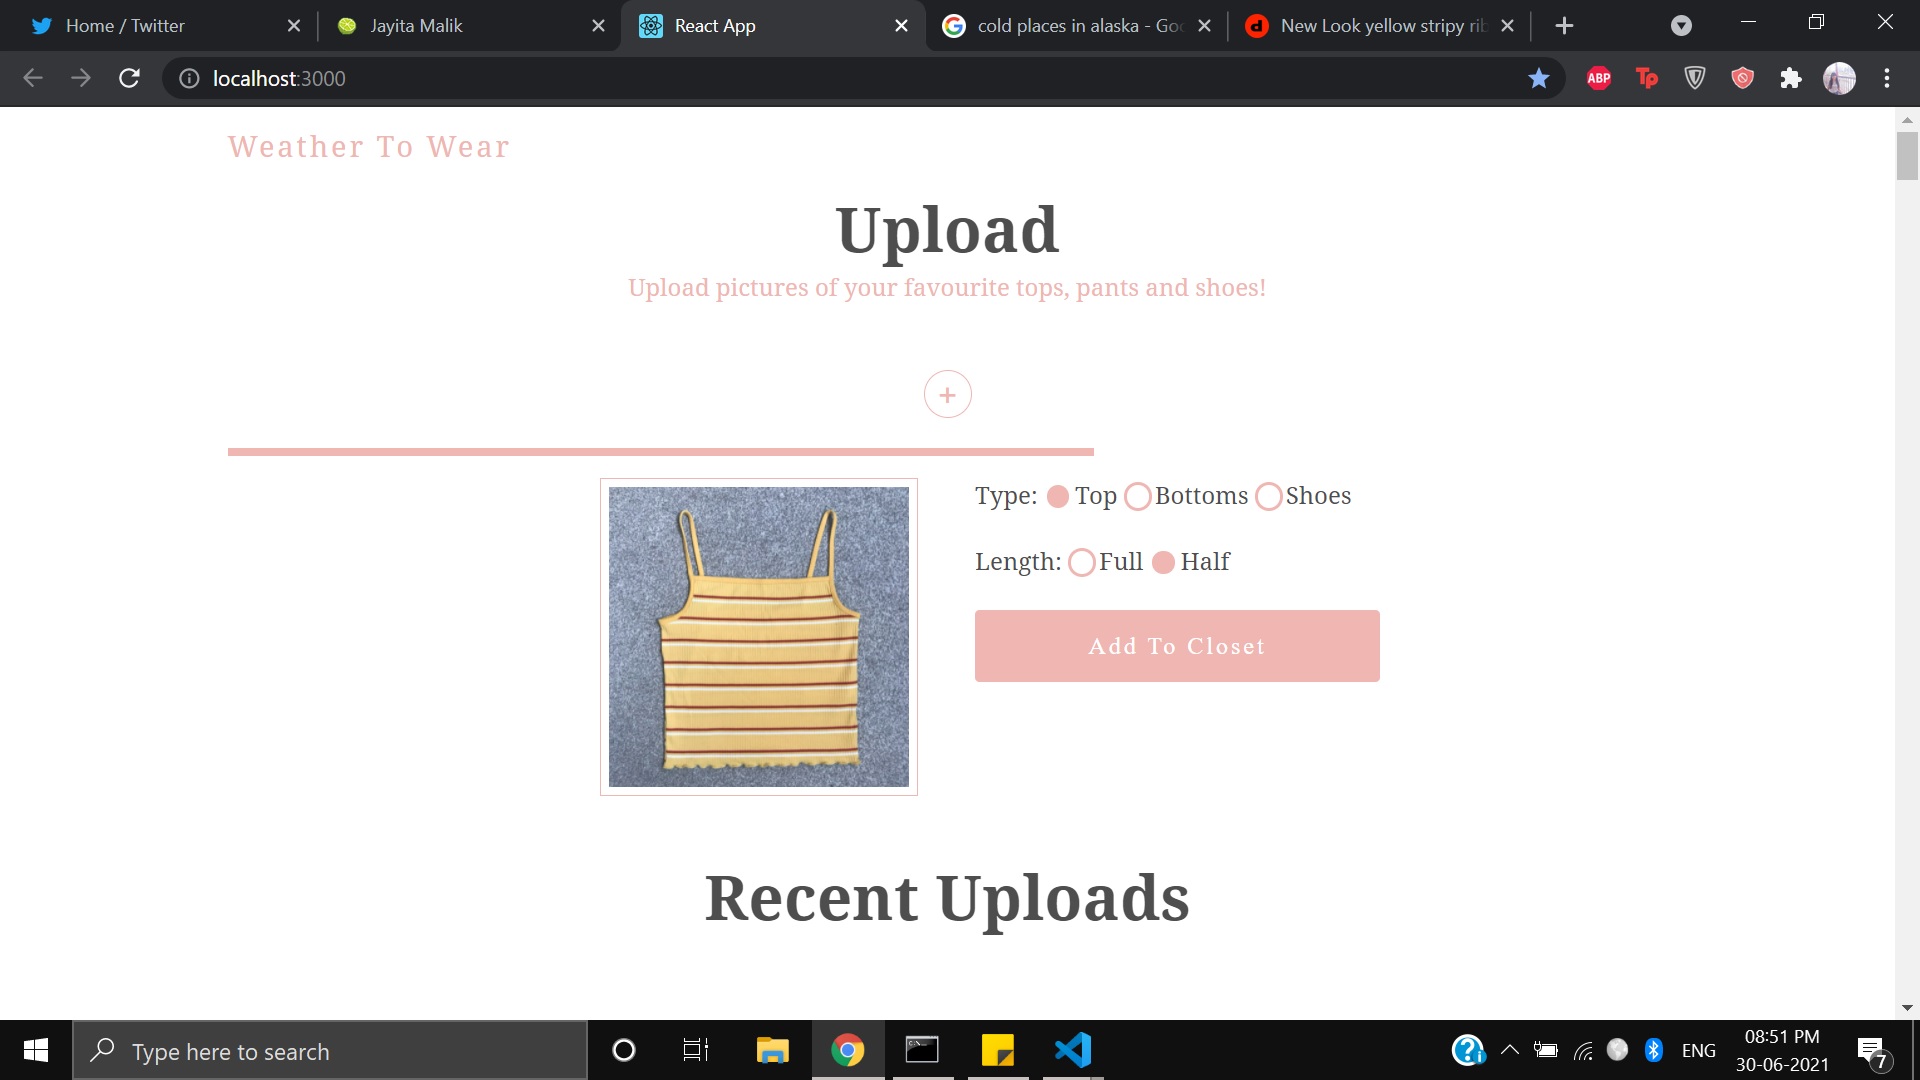 Home / Twitter
Jayita Malik
React App
cold places in alaska - Goo
New Look yellow stripy rib
localhost:3000
ABP
Tp
Weather To Wear
Upload
Upload pictures of your favourite tops, pants and shoes!
+
Type: Top Bottoms Shoes
Length: Full Half
Add To Closet
Recent Uploads
Type here to search
ENG
08:51 PM
30-06-2021
7